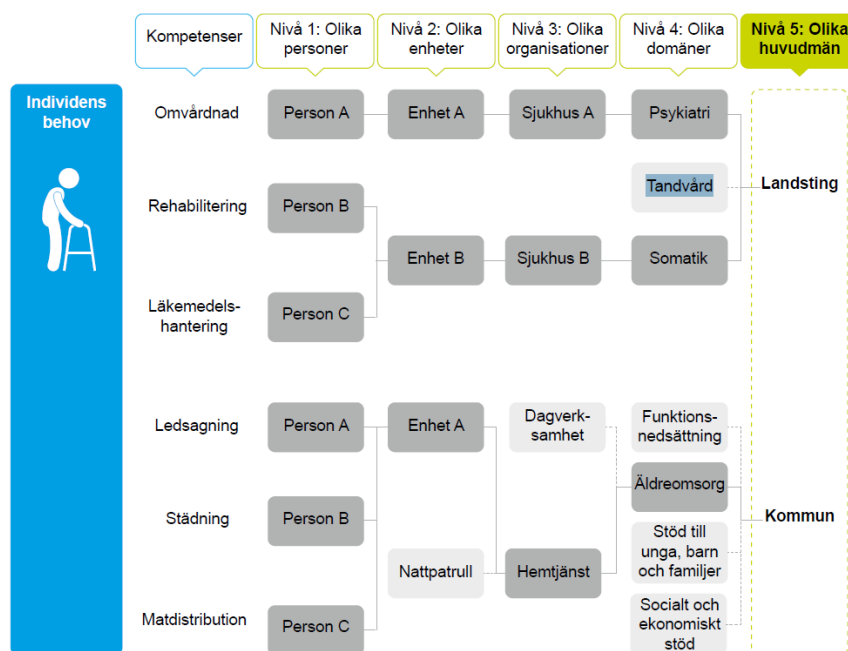 Kompetenser
Nivå 1: Olika
personer
Nivå 2: Olika
enheter
Nivå 3: Olika
organisationer
Nivå 4: Olika
domäner
Nivå 5: Olika
huvudmän
Individens
behov
Omvårdnad
Person A
Enhet A
Sjukhus A
Psykiatri
Tandvård
Landsting
Rehabilitering
Person B
Enhet B
Sjukhus B
Somatik
Läkemedels-
hantering
Person C
Ledsagning
Person A
Enhet A
Dagverk-
samhet
Funktions-
nedsättning
Äldreomsorg
Städning
Person B
Kommun
Nattpatrull
Hemtjänst
Stöd till
unga, barn
och familjer
Matdistribution
Person C
Socialt och
ekonomiskt
stöd